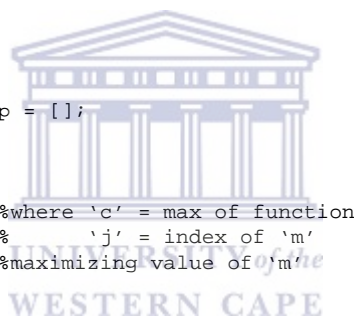 p = [];
%where ‘c’ = max of function
% ‘j’ = index of ‘m’
%maximizing value of ‘m’
UNIVERSITY of the
WESTERN CAPE